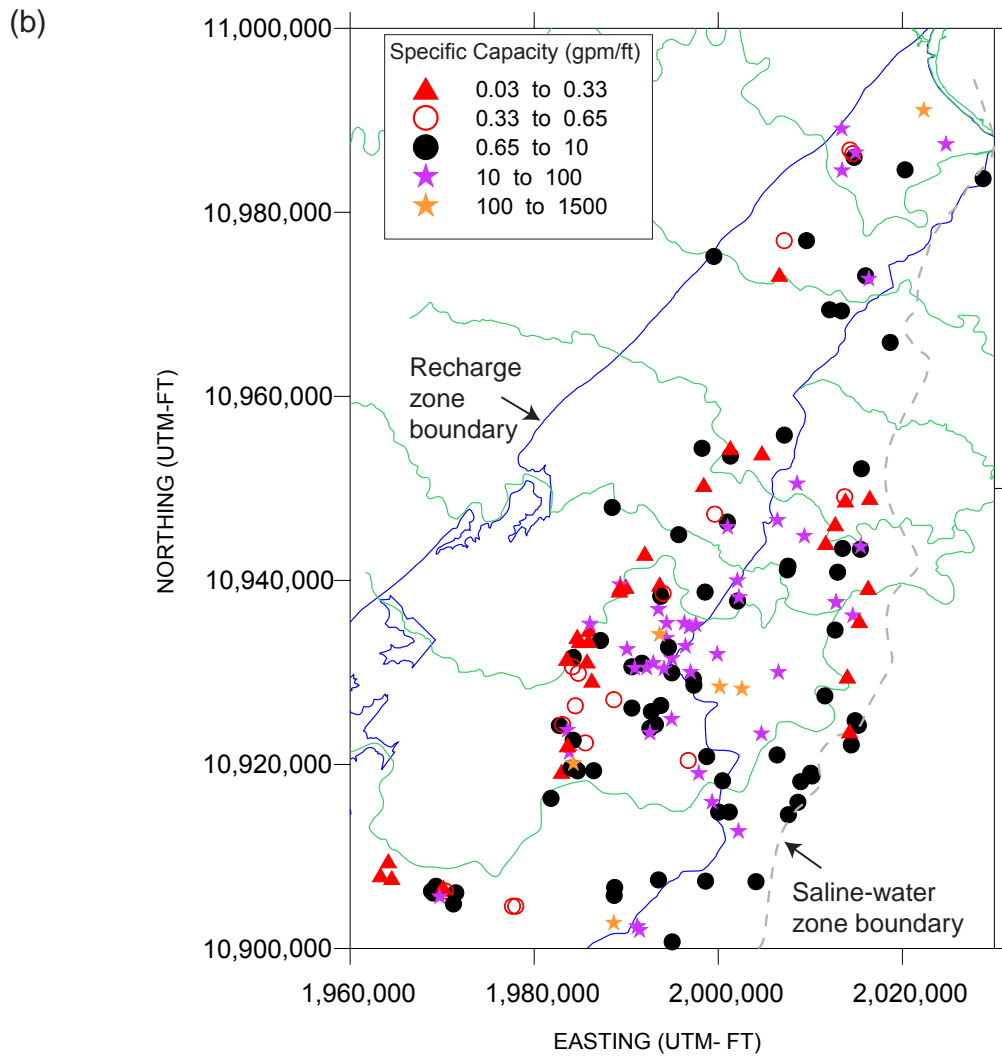 (b)
11,000,000
10,980,000
10,960,000
10,940,000
10,920,000
10,900,000
NORTHING (UTM-FT)
Specific Capacity (gpm/ft)
0.03 to 0.33
0.33 to 0.65
0.65 to 10
10 to 100
100 to 1500
Recharge
zone
boundary
Saline-water
zone boundary
1,960,000
1,980,000
2,000,000
2,020,000
EASTING (UTM- FT)